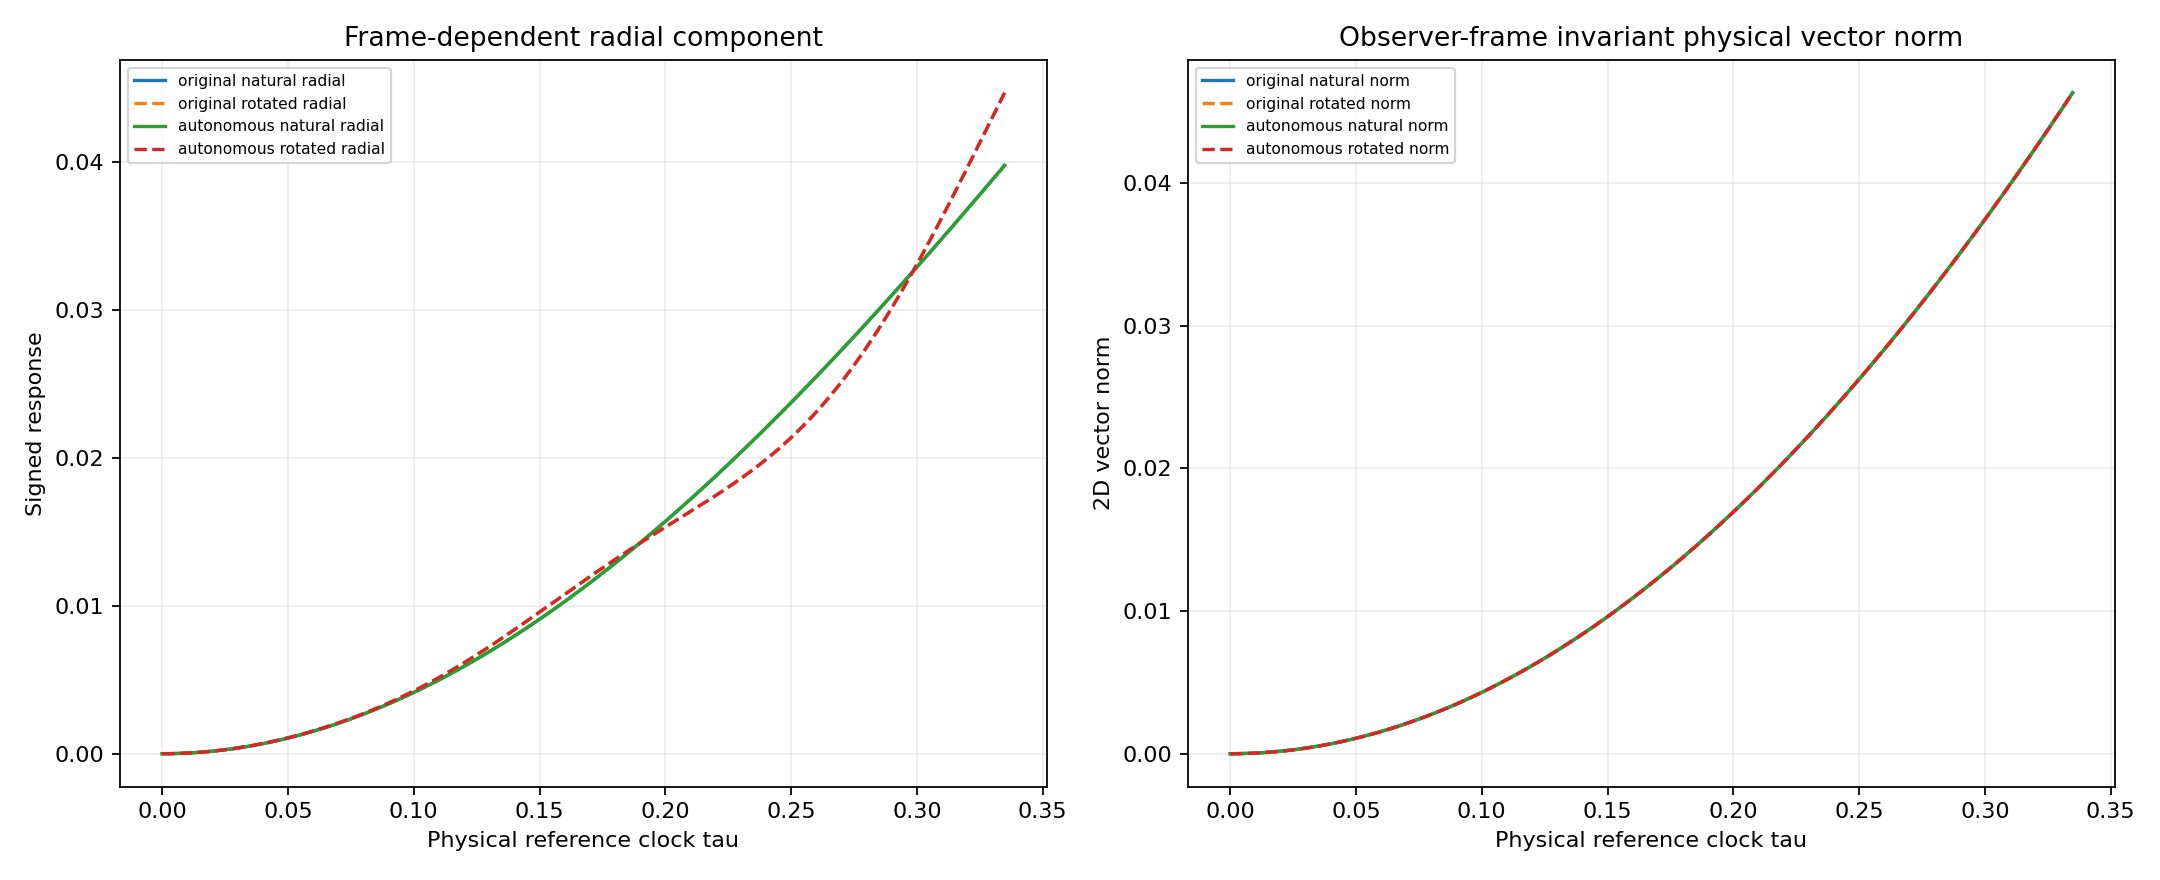 Frame-dependent radial component
original natural radial
original rotated radial
autonomous natural radial
autonomous rotated radial
Signed response
0.04
0.03
0.02
0.01
0.00
0.00 0.05 0.10 0.15 0.20 0.25 0.30 0.35
Physical reference clock tau
Observer-frame invariant physical vector norm
original natural norm
original rotated norm
autonomous natural norm
autonomous rotated norm
2D vector norm
0.04
0.03
0.02
0.01
0.00
0.00 0.05 0.10 0.15 0.20 0.25 0.30 0.35
Physical reference clock tau